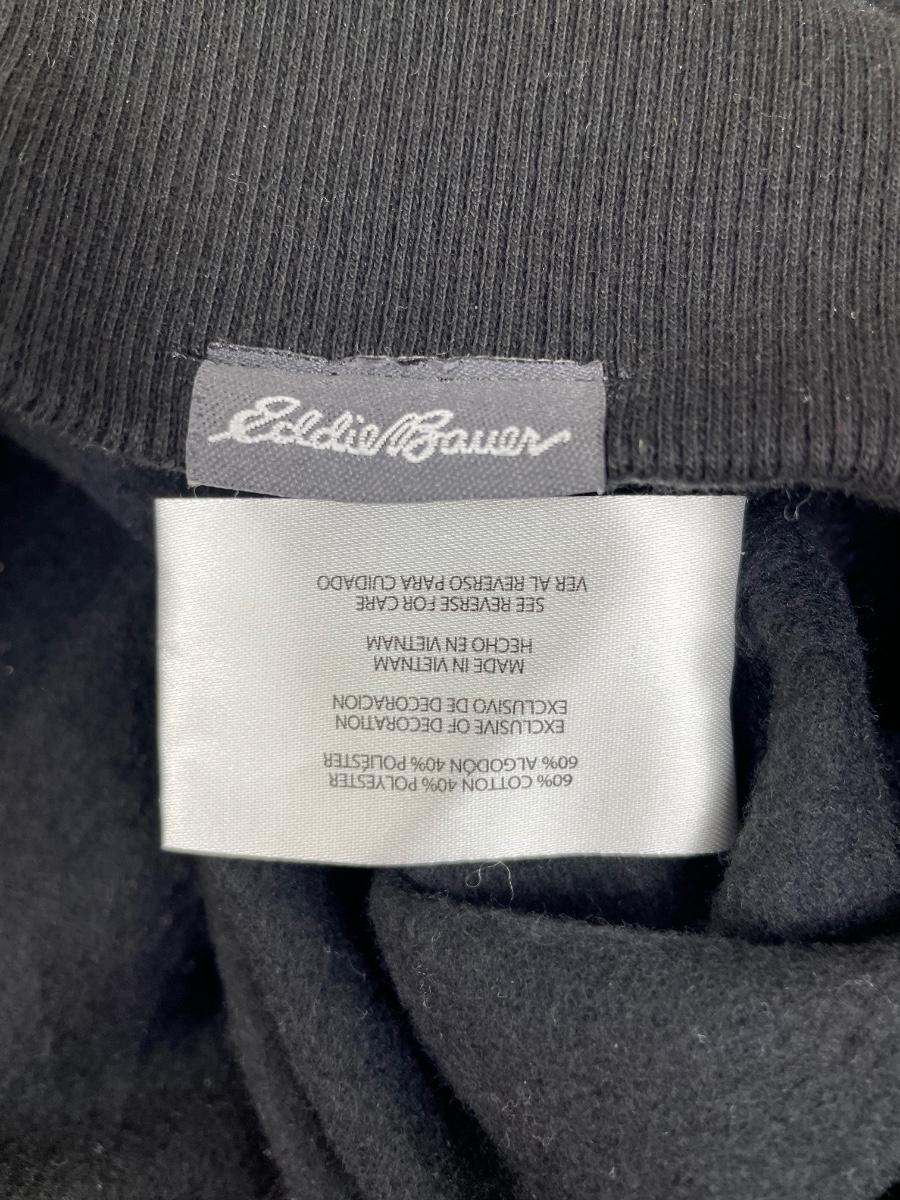 Eddie Bauer
60% COTTON 40% POLYESTER
60% ALGODÓN 40% POLIÉSTER
EXCLUSIVE OF DECORATION
EXCLUSIVO DE DECORACION
MADE IN VIETNAM
HECHO EN VIETNAM
SEE REVERSE FOR CARE
VER AL REVERSO PARA CUIDADO